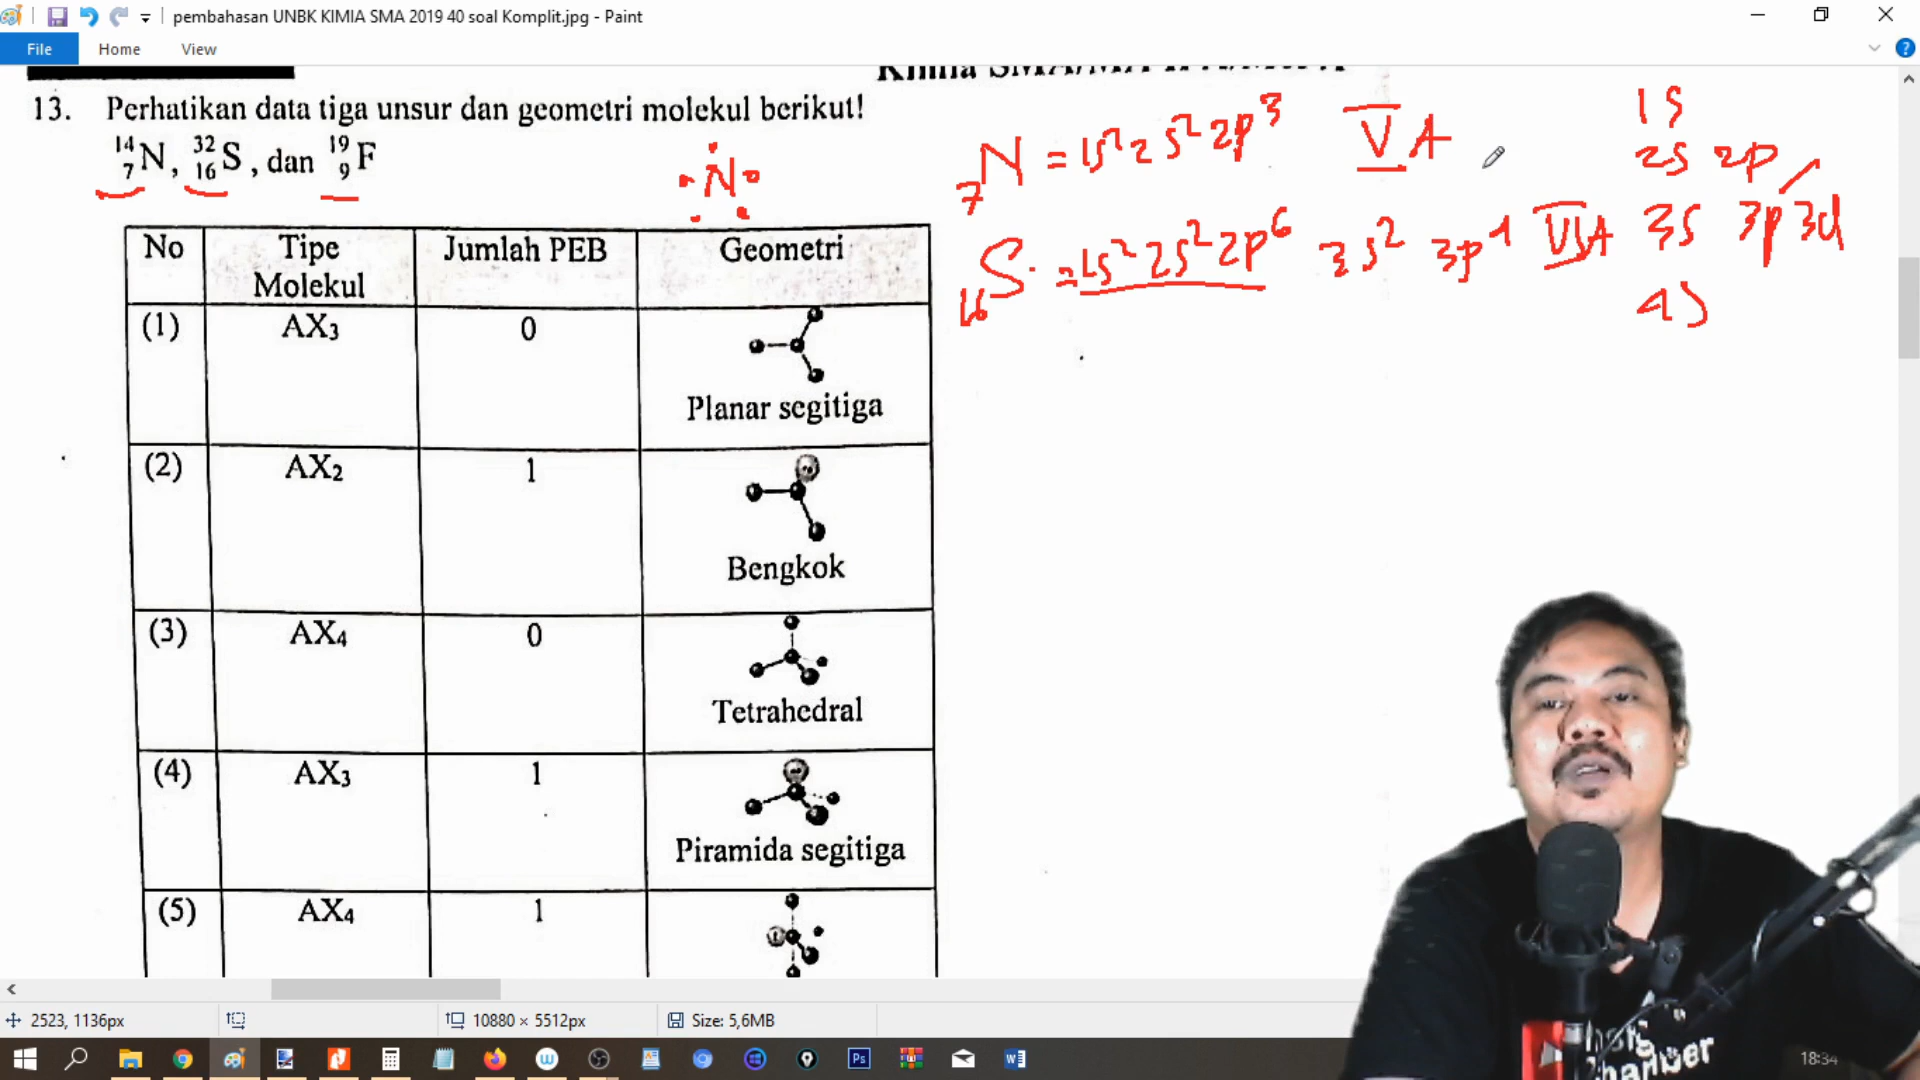 pembahasan UNBK KIMIA SMA 2019 40 soal Komplit.jpg - Paint
File Home View
13. Perhatikan data tiga unsur dan geometri molekul berikut!
14 7 N, 32 16 S, dan 19 9 F
N
7 N = 1s² 2s² 2p³ V A
16 S = 1s² 2s² 2p⁶ 3s² 3p⁴ VI A
1s
2s 2p
3s 3p 3d
4s
No Tipe Molekul Jumlah PEB Geometri
(1) AX₃ 0 Planar segitiga
(2) AX₂ 1 Bengkok
(3) AX₄ 0 Tetrahedral
(4) AX₃ 1 Piramida segitiga
(5) AX₄ 1
2523, 1136px 10880 × 5512px Size: 5,6MB
18:34